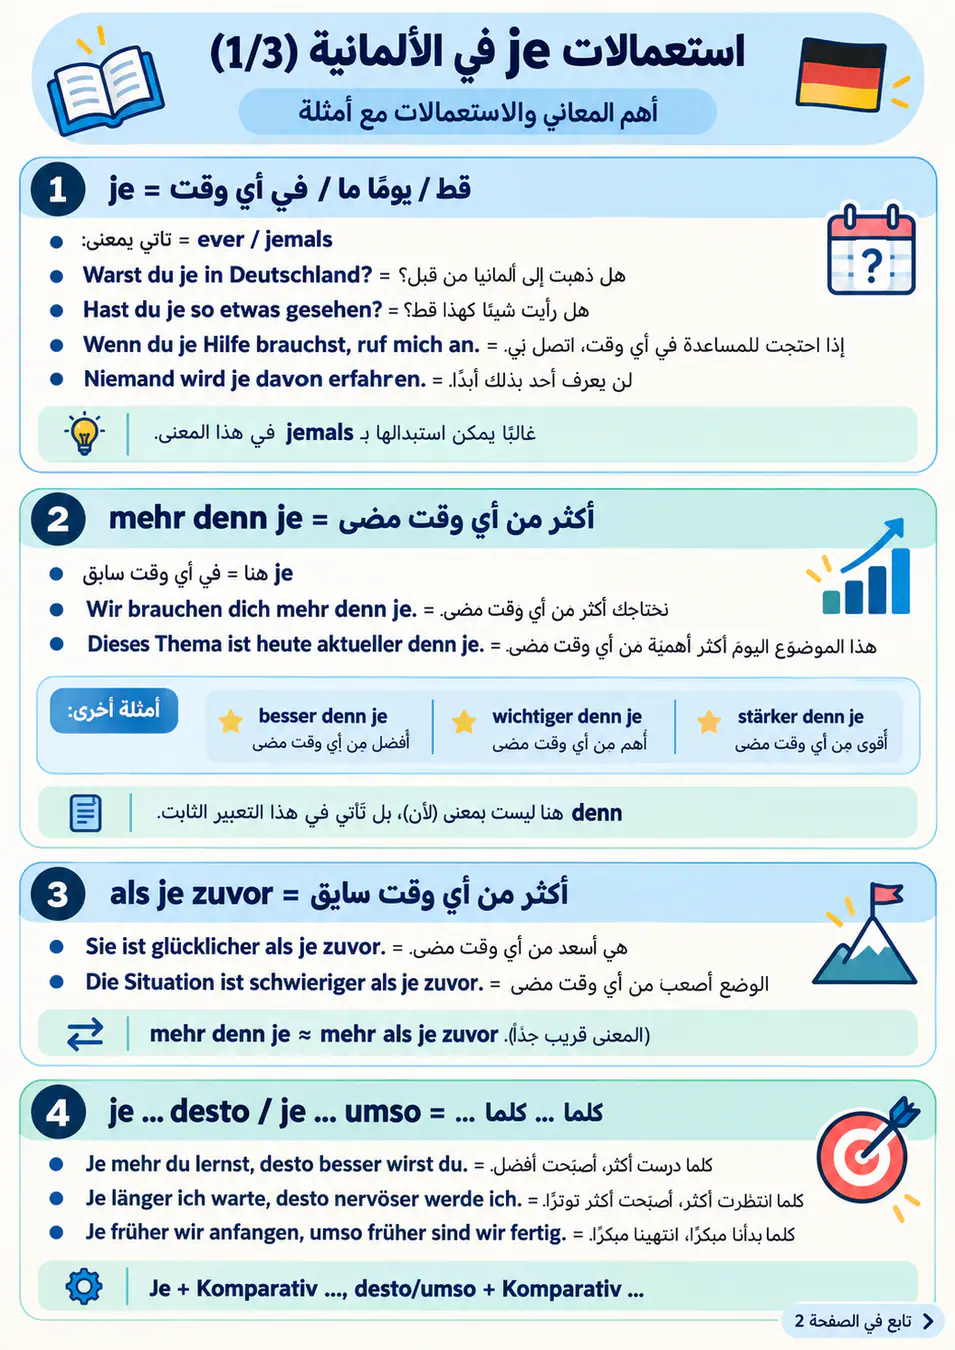 استعمالات je في الألمانية (1/3)
أهم المعاني والاستعمالات مع أمثلة
1
je = قط / يومًا ما / في أي وقت
تاتي يمعنى: = ever / jemals
Warst du je in Deutschland? = هل ذهبت إلى ألمانيا من قبل؟
Hast du je so etwas gesehen? = هل رأيت شيئا كهذا قط؟
Wenn du je Hilfe brauchst, ruf mich an. = إذا احتجت للمساعدة في أي وقت، اتصل بي.
Niemand wird je davon erfahren. = لن يعرف أحد بذلك أبدًا.
غالبًا يمكن استبدالها بـ jemals في هذا المعنى.
2
mehr denn je = أكثر من أي وقت مضى
je هنا = في أي وقت سابق
Wir brauchen dich mehr denn je. = نختاجك أكثر من أي وقت مضى.
Dieses Thema ist heute aktueller denn je. = هذا الموضوع اليوم أكثر أهمية من أي وقت مضى.
أمثلة أخرى:
besser denn je
أفضل من أي وقت مضى
wichtiger denn je
أهم من أي وقت مضى
stärker denn je
أقوى من أي وقت مضى
denn هنا ليست بمعنى (لأن)، بل تأتي في هذا التعبير الثابت.
3
als je zuvor = أكثر من أي وقت سايق
Sie ist glücklicher als je zuvor. = هي أسعد من أي وقت مضى.
Die Situation ist schwieriger als je zuvor. = الوضع أصعب من أي وقت مضى
mehr denn je ≈ mehr als je zuvor (المعنى قريب جدًا).
4
je ... desto / je ... umso = كلما ... كلما ...
Je mehr du lernst, desto besser wirst du. = كلما درست أكثر، أصبحت أفضل.
Je länger ich warte, desto nervöser werde ich. = كلما انتظرت أكثر، أصبحت أكثر توترًا.
Je früher wir anfangen, umso früher sind wir fertig. = كلما بدأنا مبكرًا، انتهينا مبكرًا.
Je + Komparativ ..., desto/umso + Komparativ ...
تابع في الصفحة 2